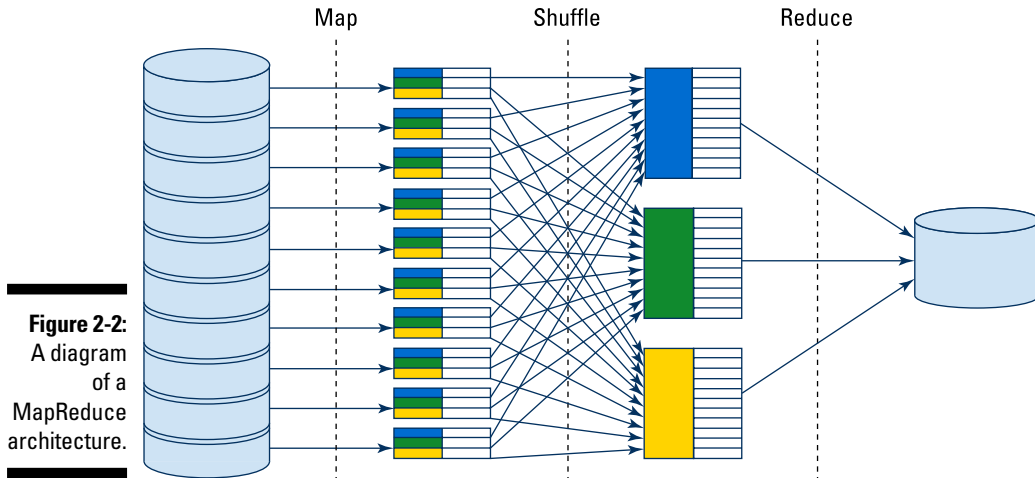 Map
Shuffle
Reduce
Figure 2-2:
A diagram
of a
MapReduce
architecture.